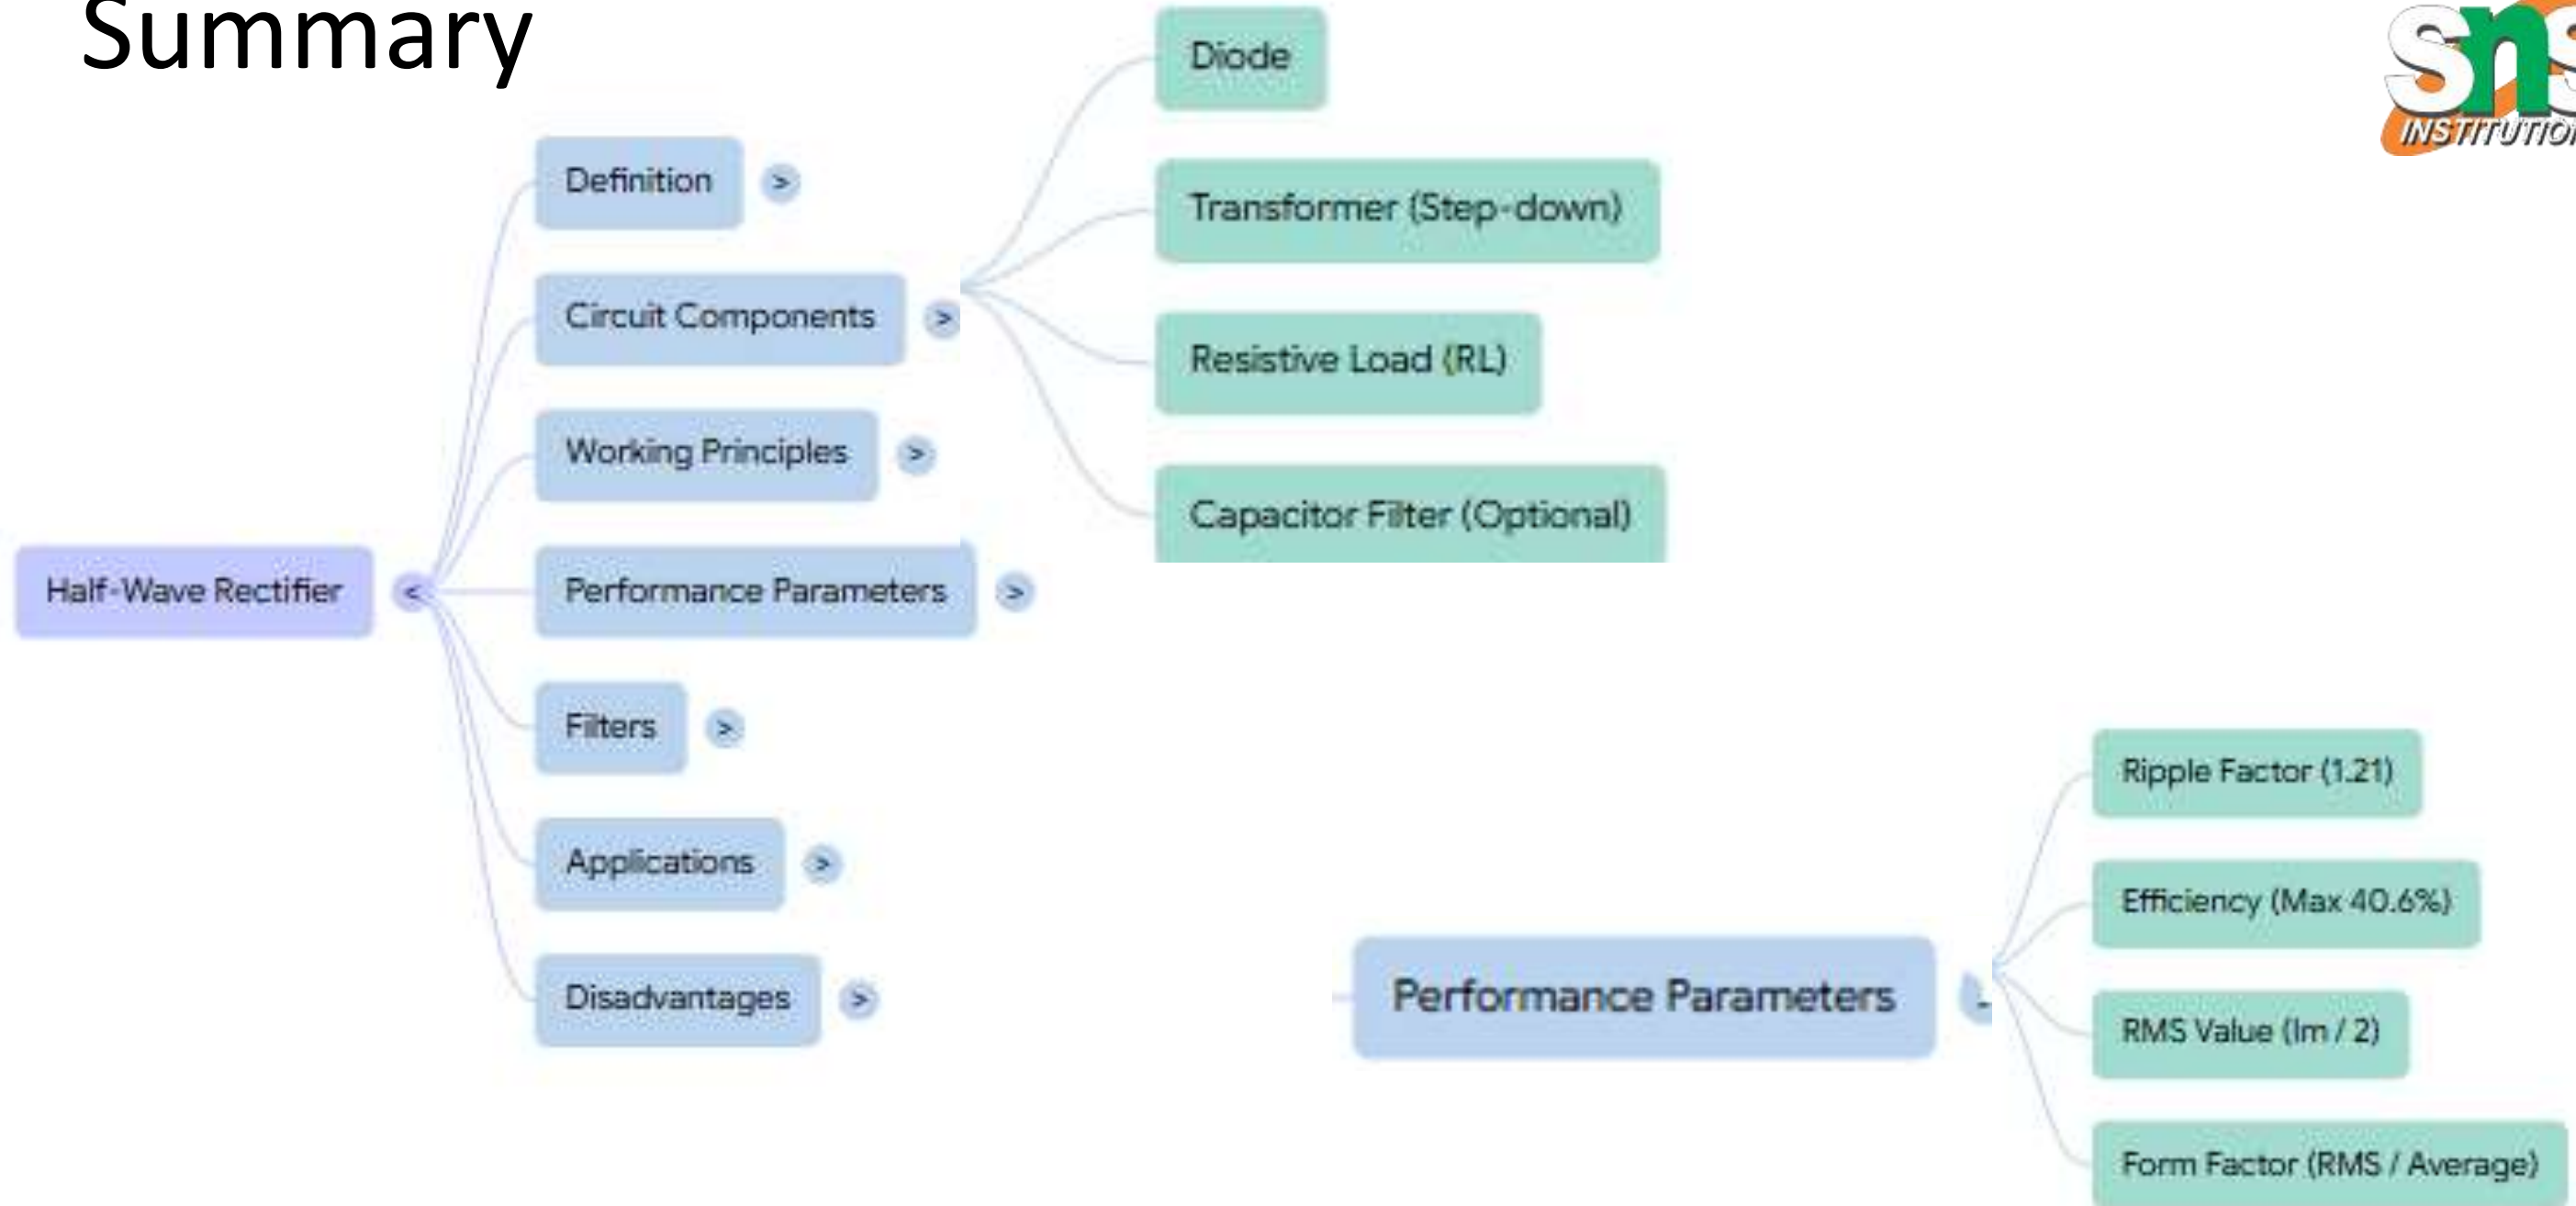 Summary
sns
INSTITUTION
Half-Wave Rectifier
<
Definition
>
Circuit Components
>
Working Principles
>
Performance Parameters
>
Filters
>
Applications
>
Disadvantages
>
Diode
Transformer (Step-down)
Resistive Load (RL)
Capacitor Filter (Optional)
Performance Parameters
Ripple Factor (1.21)
Efficiency (Max 40.6%)
RMS Value (Im / 2)
Form Factor (RMS / Average)